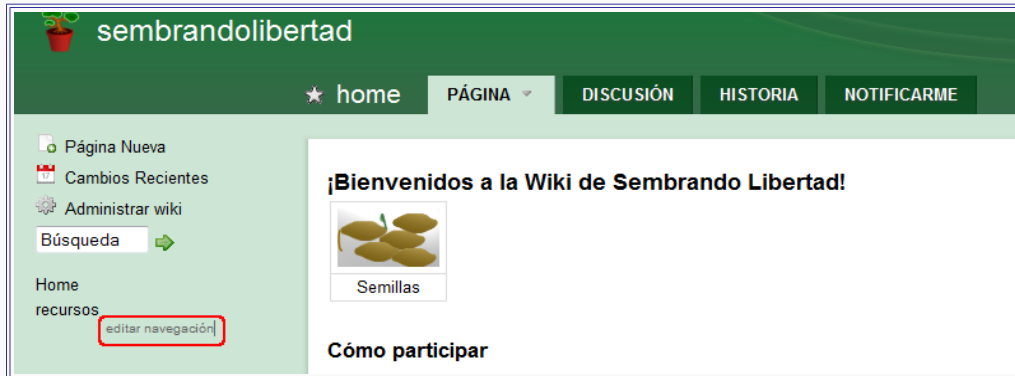 sembrandolibertad
home PÁGINA DISCUSIÓN HISTORIA NOTIFICARME
Página Nueva
17 Cambios Recientes
Administrar wiki
Búsqueda
Home
recursos
editar navegación
¡Bienvenidos a la Wiki de Sembrando Libertad!
Semillas
Cómo participar